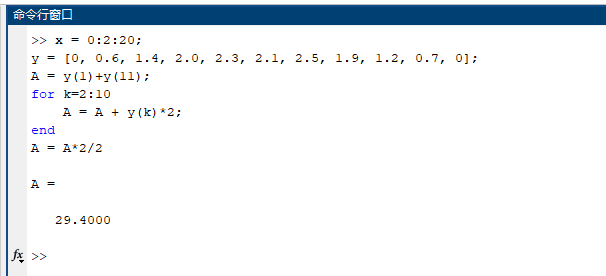 命令行窗口
>> x = 0:2:20;
y = [0, 0.6, 1.4, 2.0, 2.3, 2.1, 2.5, 1.9, 1.2, 0.7, 0];
A = y(1)+y(11);
for k=2:10
    A = A + y(k)*2;
end
A = A*2/2
A =
29.4000
fx >>